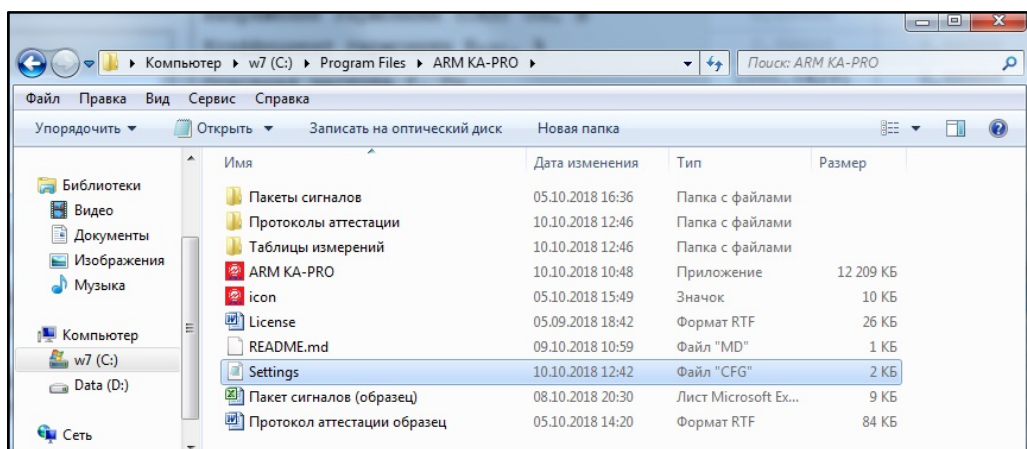 Компьютер ▸ w7 (C:) ▸ Program Files ▸ ARM KA-PRO ▸
Поиск: ARM KA-PRO
Файл Правка Вид Сервис Справка
Упорядочить Открыть Записать на оптический диск Новая папка
Библиотеки
Видео
Документы
Изображения
Музыка
Компьютер
w7 (C:)
Data (D:)
Сеть
Имя Дата изменения Тип Размер
Пакеты сигналов 05.10.2018 16:36 Папка с файлами
Протоколы аттестации 10.10.2018 12:46 Папка с файлами
Таблицы измерений 10.10.2018 12:46 Папка с файлами
ARM KA-PRO 10.10.2018 10:48 Приложение 12 209 КБ
icon 05.10.2018 15:49 Значок 10 КБ
License 05.09.2018 18:42 Формат RTF 26 КБ
README.md 09.10.2018 10:59 Файл "MD" 1 КБ
Settings 10.10.2018 12:42 Файл "CFG" 2 КБ
Пакет сигналов (образец) 08.10.2018 20:30 Лист Microsoft Ex... 9 КБ
Протокол аттестации образец 05.10.2018 14:20 Формат RTF 84 КБ